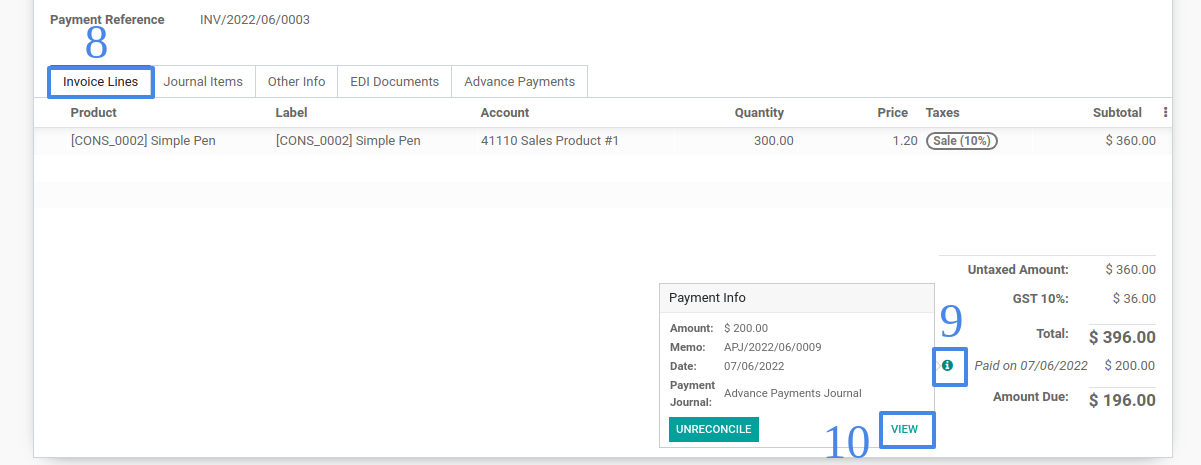 Payment Reference INV/2022/06/0003
8
Invoice Lines Journal Items Other Info EDI Documents Advance Payments
Product Label Account Quantity Price Taxes Subtotal
[CONS_0002] Simple Pen [CONS_0002] Simple Pen 41110 Sales Product #1 300.00 1.20 Sale (10%) $ 360.00
Untaxed Amount: $ 360.00
GST 10%: $ 36.00
Total: $ 396.00
9
Paid on 07/06/2022 $ 200.00
Amount Due: $ 196.00
Payment Info
Amount: $ 200.00
Memo: APJ/2022/06/0009
Date: 07/06/2022
Payment Journal: Advance Payments Journal
UNRECONCILE 10 VIEW